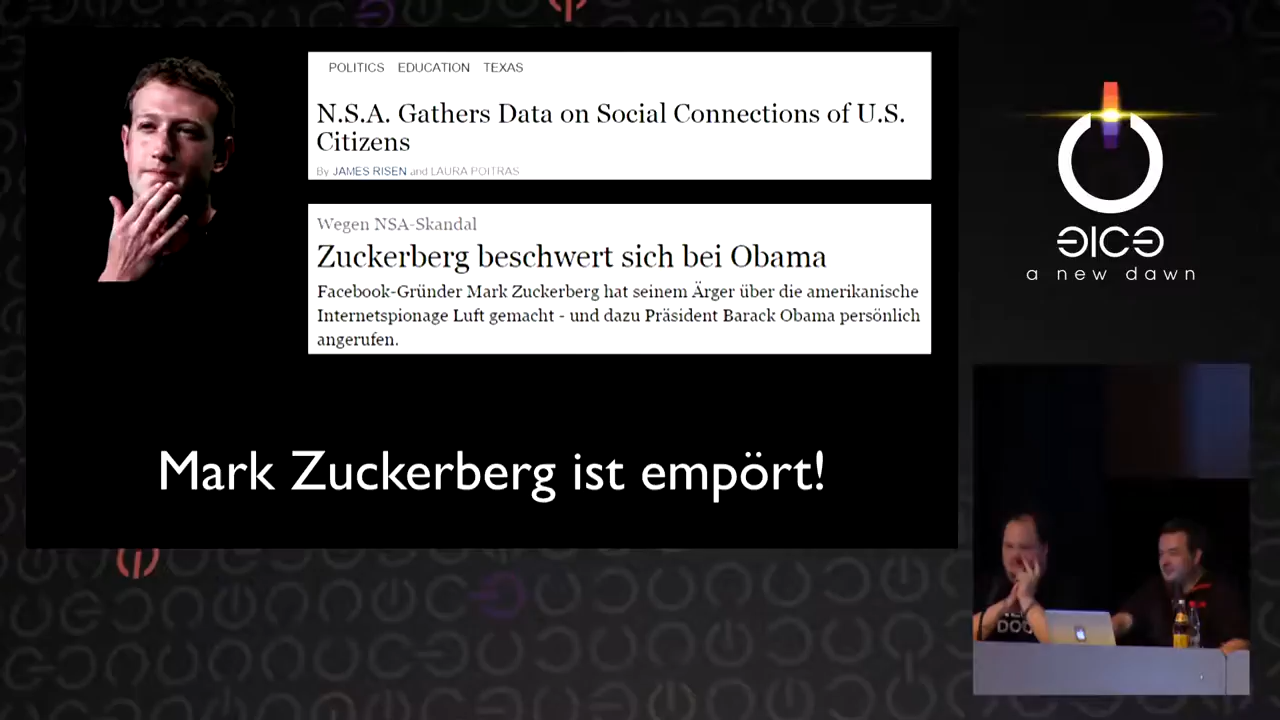 POLITICS EDUCATION TEXAS
N.S.A. Gathers Data on Social Connections of U.S.
Citizens
By JAMES RISEN and LAURA POITRAS
Wegen NSA-Skandal
Zuckerberg beschwert sich bei Obama
Facebook-Gründer Mark Zuckerberg hat seinem Ärger über die amerikanische
Internetspionage Luft gemacht - und dazu Präsident Barack Obama persönlich
angerufen.
Mark Zuckerberg ist empört!
a new dawn